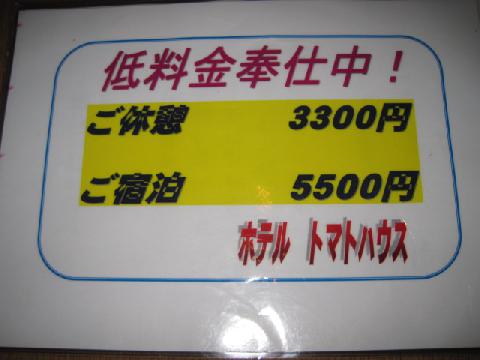 低料金奉仕中！
ご休憩 3300円
ご宿泊 5500円
ホテル トマトハウス